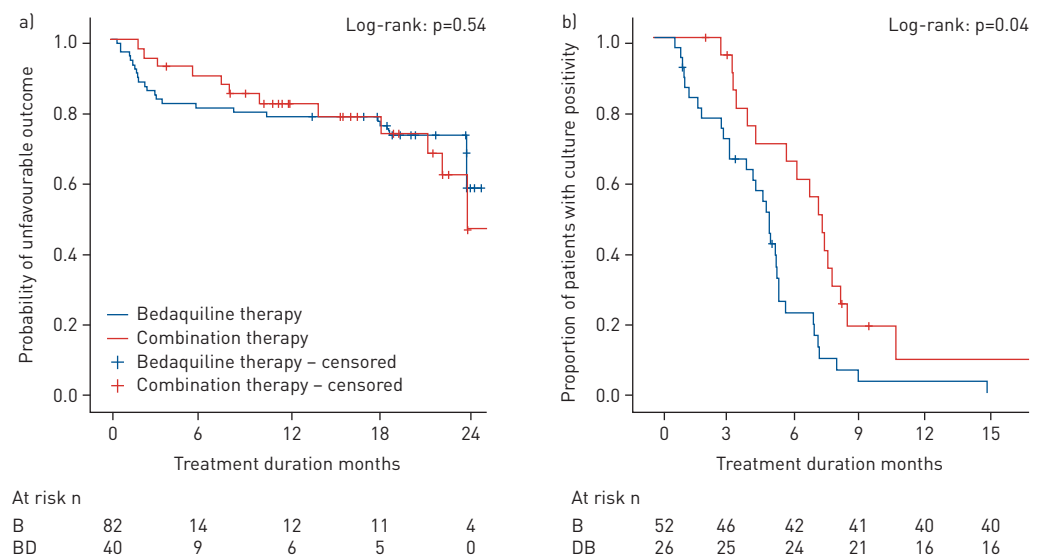 a)
Log-rank: p=0.54
Probability of unfavourable outcome
1.0
0.8
0.6
0.4
0.2
0.0
Bedaquiline therapy
Combination therapy
Bedaquiline therapy – censored
Combination therapy – censored
0 6 12 18 24
Treatment duration months
At risk n
B 82 14 12 11 4
BD 40 9 6 5 0
b)
Log-rank: p=0.04
Proportion of patients with culture positivity
1.0
0.8
0.6
0.4
0.2
0.0
0 3 6 9 12 15
Treatment duration months
At risk n
B 52 46 42 41 40 40
DB 26 25 24 21 16 16